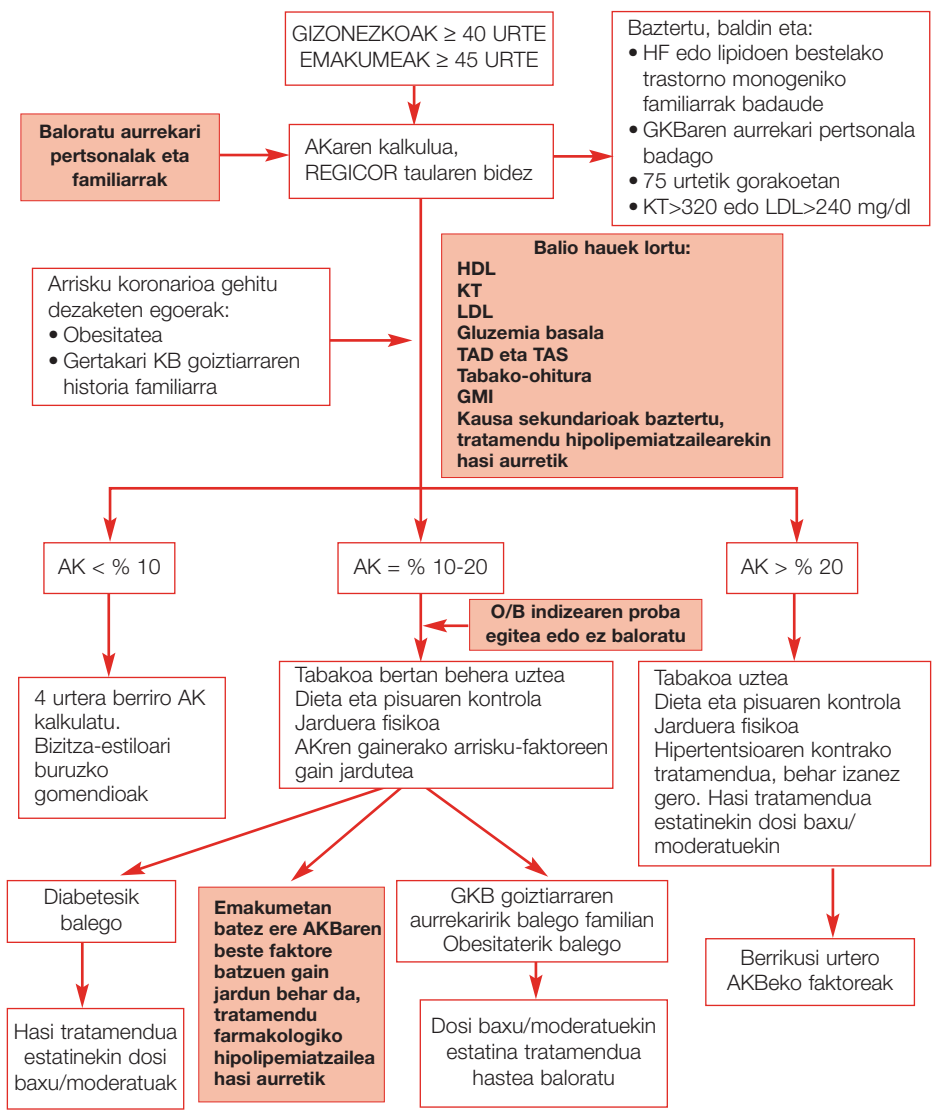 GIZONEZKOAK ≥ 40 URTE
EMAKUMEAK ≥ 45 URTE
Baztertu, baldin eta:
• HF edo lipidoen bestelako
trastorno monogeniko
familiarrak badaude
• GKBaren aurrekari pertsonala
badago
• 75 urtetik gorakoetan
• KT>320 edo LDL>240 mg/dl
Baloratu aurrekari
pertsonalak eta
familiarrak
AKaren kalkulua,
REGICOR taularen bidez
Balio hauek lortu:
HDL
KT
LDL
Gluzemia basala
TAD eta TAS
Tabako-ohitura
GMI
Kausa sekundarioak baztertu,
tratamendu hipolipemiatzailearekin
hasi aurretik
Arrisku koronarioa gehitu
dezaketen egoerak:
• Obesitatea
• Gertakari KB goiztiarraren
historia familiarra
AK < % 10
AK = % 10-20
AK > % 20
O/B indizearen proba
egitea edo ez baloratu
4 urtera berriro AK
kalkulatu.
Bizitza-estiloari
buruzko
gomendioak
Tabakoa bertan behera uztea
Dieta eta pisuaren kontrola
Jarduera fisikoa
AKren gainerako arrisku-faktoreen
gain jardutea
Tabakoa uztea
Dieta eta pisuaren kontrola
Jarduera fisikoa
Hipertentsioaren kontrako
tratamendua, behar izanez
gero. Hasi tratamendua
estatinekin dosi baxu/
moderatuekin
Diabetesik
balego
Emakumetan
batez ere AKBaren
beste faktore
batzuen gain
jardun behar da,
tratamendu
farmakologiko
hipolipemiatzailea
hasi aurretik
GKB goiztiarraren
aurrekaririk balego familian
Obesitaterik balego
Berrikusi urtero
AKBeko faktoreak
Hasi tratamendua
estatinekin dosi
baxu/moderatuak
Dosi baxu/moderatuekin
estatina tratamendua
hastea baloratu